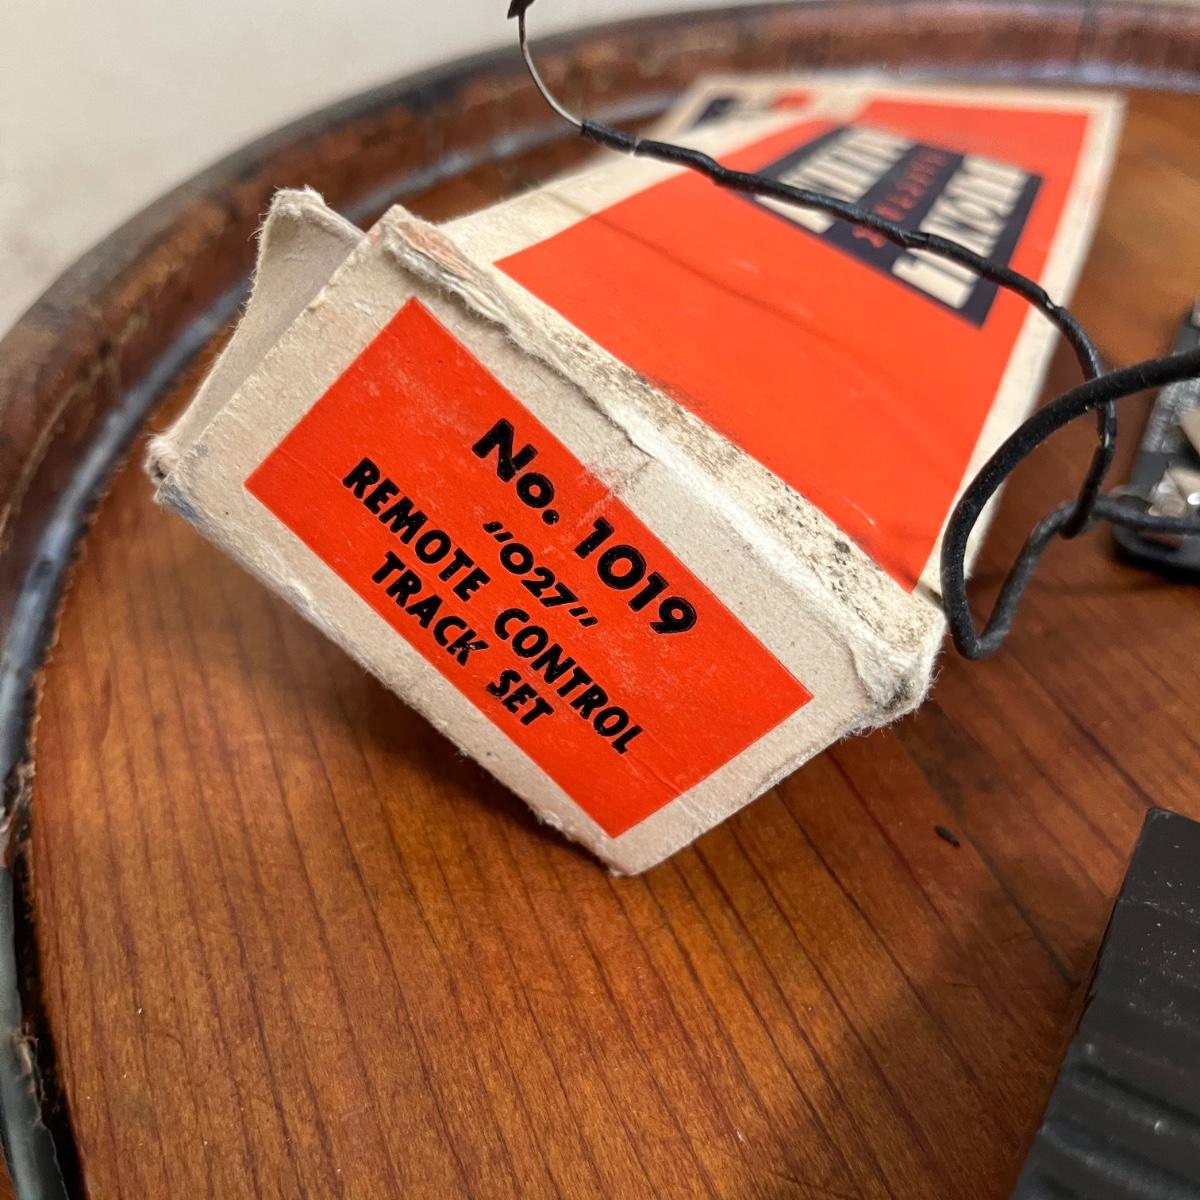 No. 1019
"027"
REMOTE CONTROL
TRACK SET